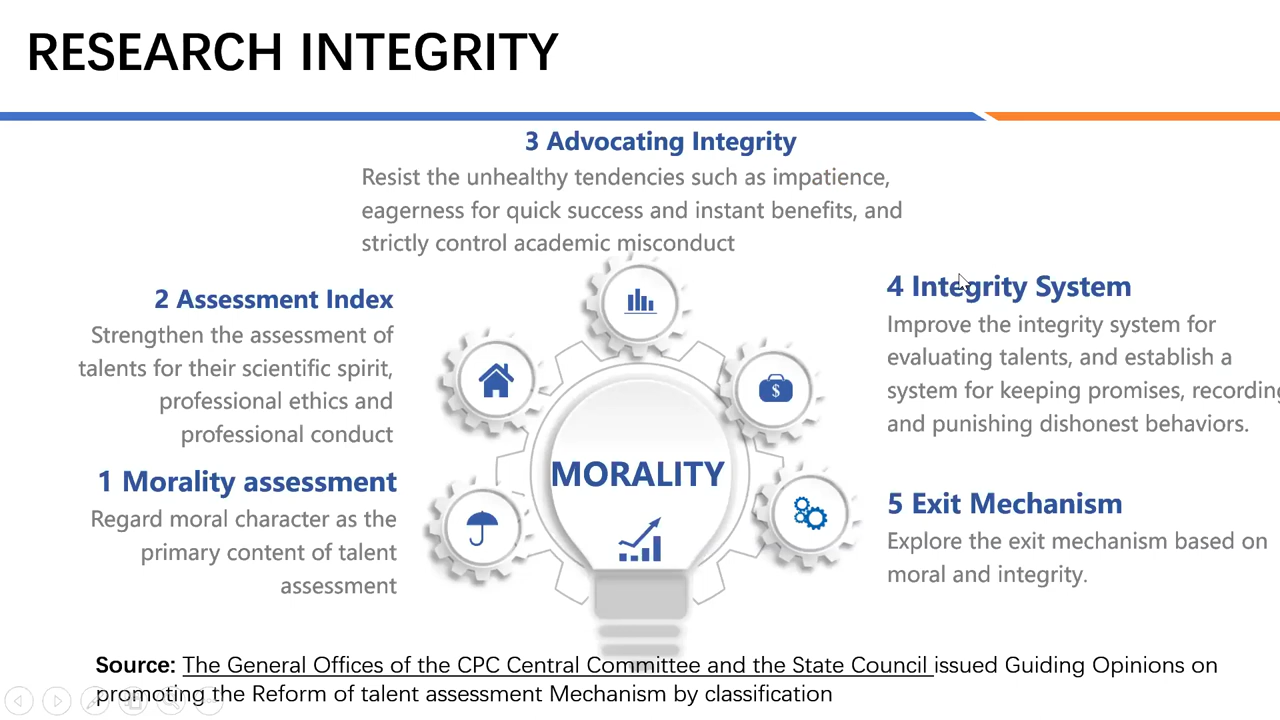 RESEARCH INTEGRITY
3 Advocating Integrity
Resist the unhealthy tendencies such as impatience,
eagerness for quick success and instant benefits, and
strictly control academic misconduct
2 Assessment Index
Strengthen the assessment of
talents for their scientific spirit,
professional ethics and
professional conduct
1 Morality assessment
Regard moral character as the
primary content of talent
assessment
MORALITY
$
4 Integrity System
Improve the integrity system for
evaluating talents, and establish a
system for keeping promises, recording
and punishing dishonest behaviors.
5 Exit Mechanism
Explore the exit mechanism based on
moral and integrity.
Source: The General Offices of the CPC Central Committee and the State Council issued Guiding Opinions on
promoting the Reform of talent assessment Mechanism by classification